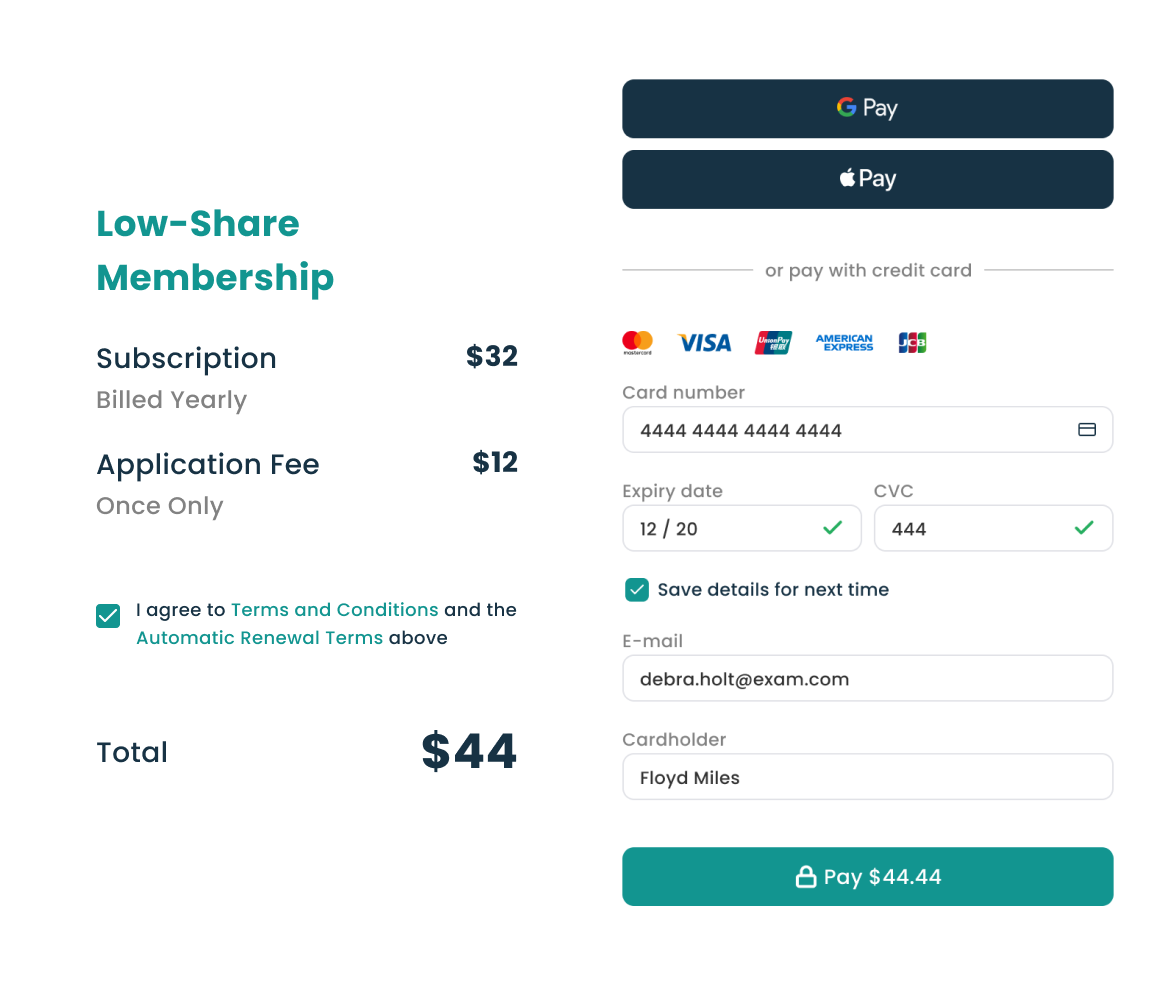 Low-Share
Membership
Subscription $32
Billed Yearly
Application Fee $12
Once Only
I agree to Terms and Conditions and the
Automatic Renewal Terms above
Total $44
G Pay
Pay
or pay with credit card
mastercard VISA UnionPay 银联 AMERICAN EXPRESS JCB
Card number
4444 4444 4444 4444
Expiry date CVC
12 / 20 444
Save details for next time
E-mail
debra.holt@exam.com
Cardholder
Floyd Miles
Pay $44.44